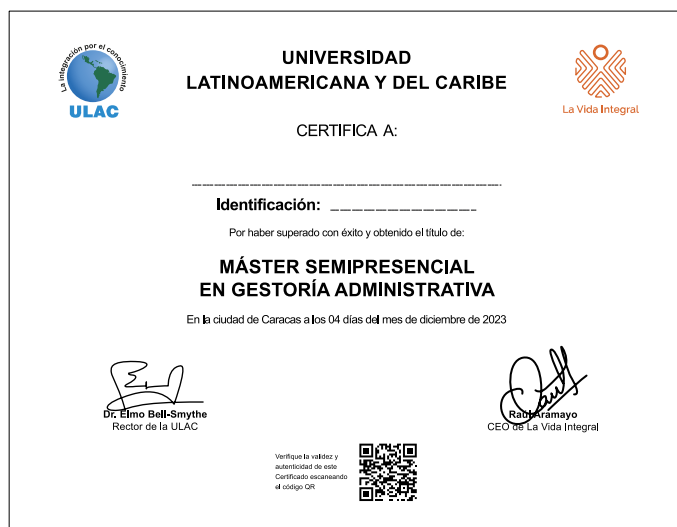 La integración por el conocimiento
ULAC
UNIVERSIDAD
LATINOAMERICANA Y DEL CARIBE
La Vida Integral
CERTIFICA A:
Identificación:
Por haber superado con éxito y obtenido el título de:
MÁSTER SEMIPRESENCIAL
EN GESTORÍA ADMINISTRATIVA
En la ciudad de Caracas a los 04 días del mes de diciembre de 2023
Dr. Elmo Bell-Smythe
Rector de la ULAC
Raúl Aramayo
CEO de La Vida Integral
Verifique la validez y
autenticidad de este
Certificado escaneando
el código QR